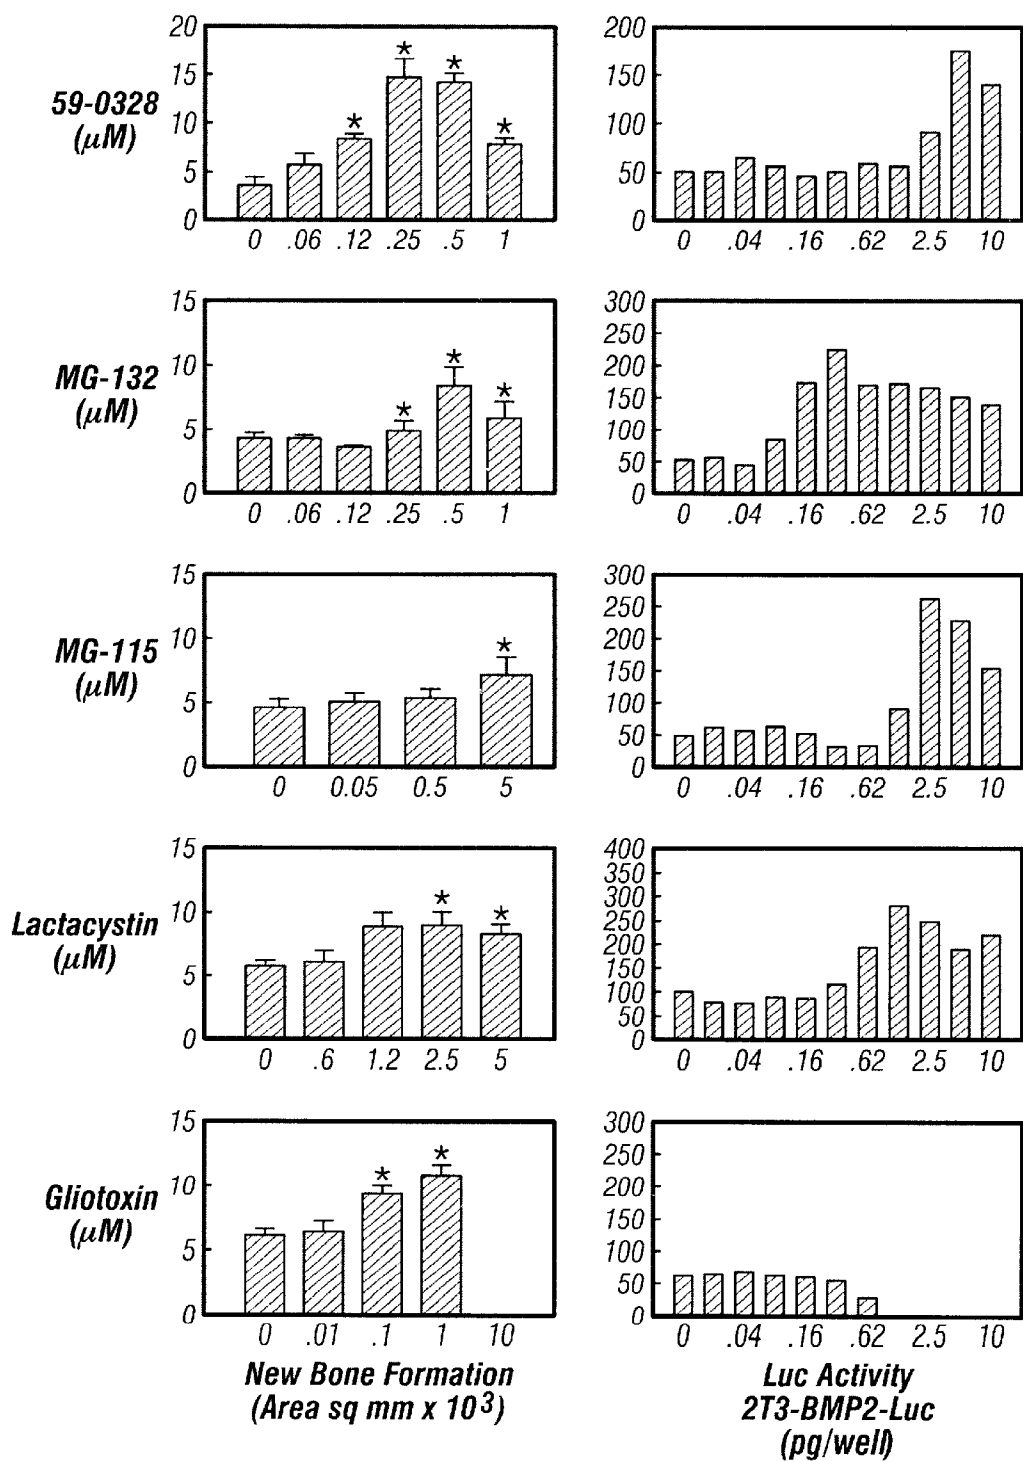 20
15
10
5
0
59-0328
(μM)
* * * * 
0 .06 .12 .25 .5 1
200
150
100
50
0
0 .04 .16 .62 2.5 10
15
10
5
0
MG-132
(μM)
* * *
0 .06 .12 .25 .5 1
300
250
200
150
100
50
0
0 .04 .16 .62 2.5 10
15
10
5
0
MG-115
(μM)
*
0 0.05 0.5 5
300
250
200
150
100
50
0
0 .04 .16 .62 2.5 10
15
10
5
0
Lactacystin
(μM)
* *
0 .6 1.2 2.5 5
400
350
300
250
200
150
100
50
0
0 .04 .16 .62 2.5 10
15
10
5
0
Gliotoxin
(μM)
* *
0 .01 .1 1 10
New Bone Formation
(Area sq mm x 10³)
300
250
200
150
100
50
0
0 .04 .16 .62 2.5 10
Luc Activity
2T3-BMP2-Luc
(pg/well)